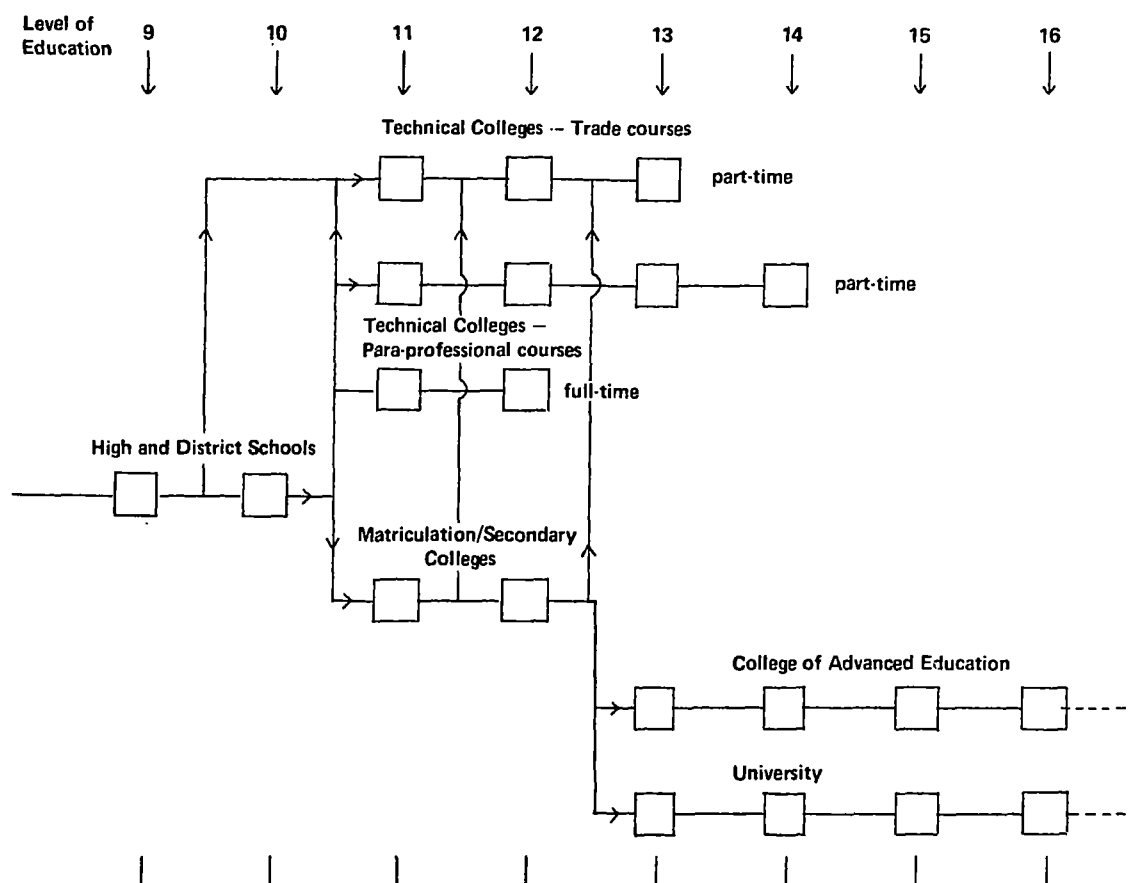 Level of
Education
9 10 11 12 13 14 15 16
Technical Colleges – Trade courses
part-time
part-time
Technical Colleges –
Para-professional courses
full-time
High and District Schools
Matriculation/Secondary
Colleges
College of Advanced Education
University